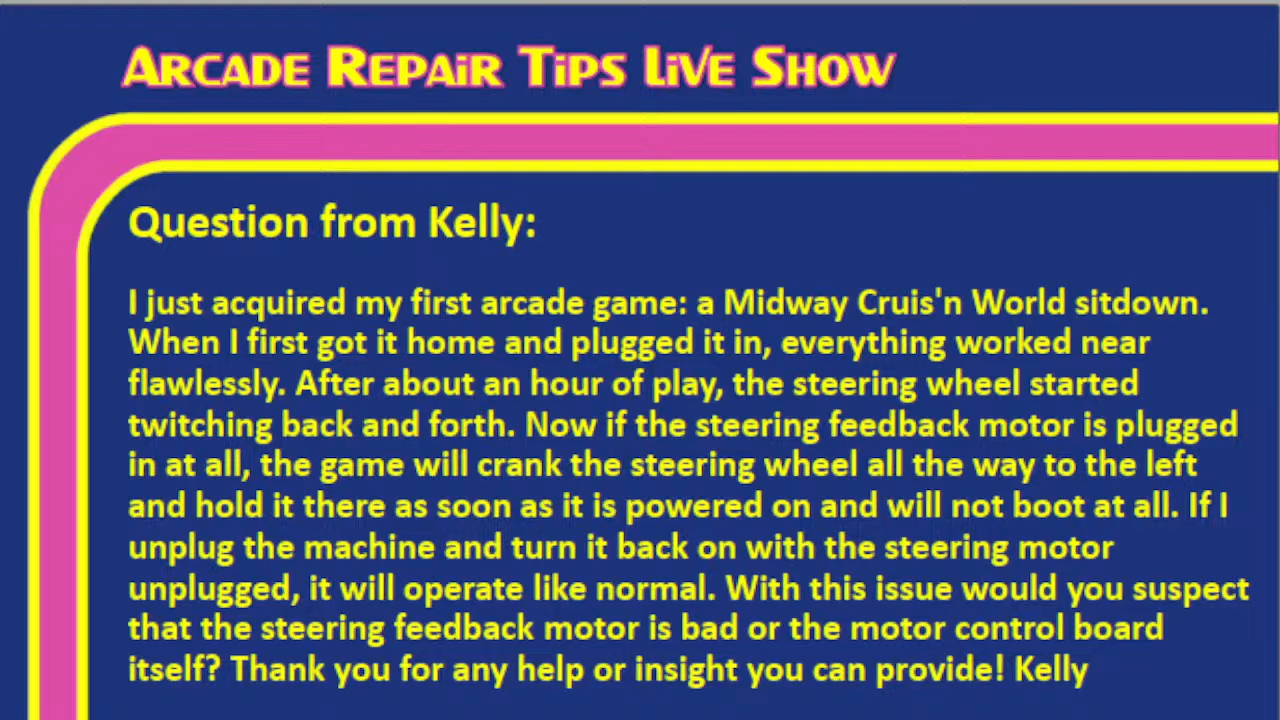 Arcade Repair Tips Live Show
Question from Kelly:
I just acquired my first arcade game: a Midway Cruis'n World sitdown.
When I first got it home and plugged it in, everything worked near
flawlessly. After about an hour of play, the steering wheel started
twitching back and forth. Now if the steering feedback motor is plugged
in at all, the game will crank the steering wheel all the way to the left
and hold it there as soon as it is powered on and will not boot at all. If I
unplug the machine and turn it back on with the steering motor
unplugged, it will operate like normal. With this issue would you suspect
that the steering feedback motor is bad or the motor control board
itself? Thank you for any help or insight you can provide! Kelly